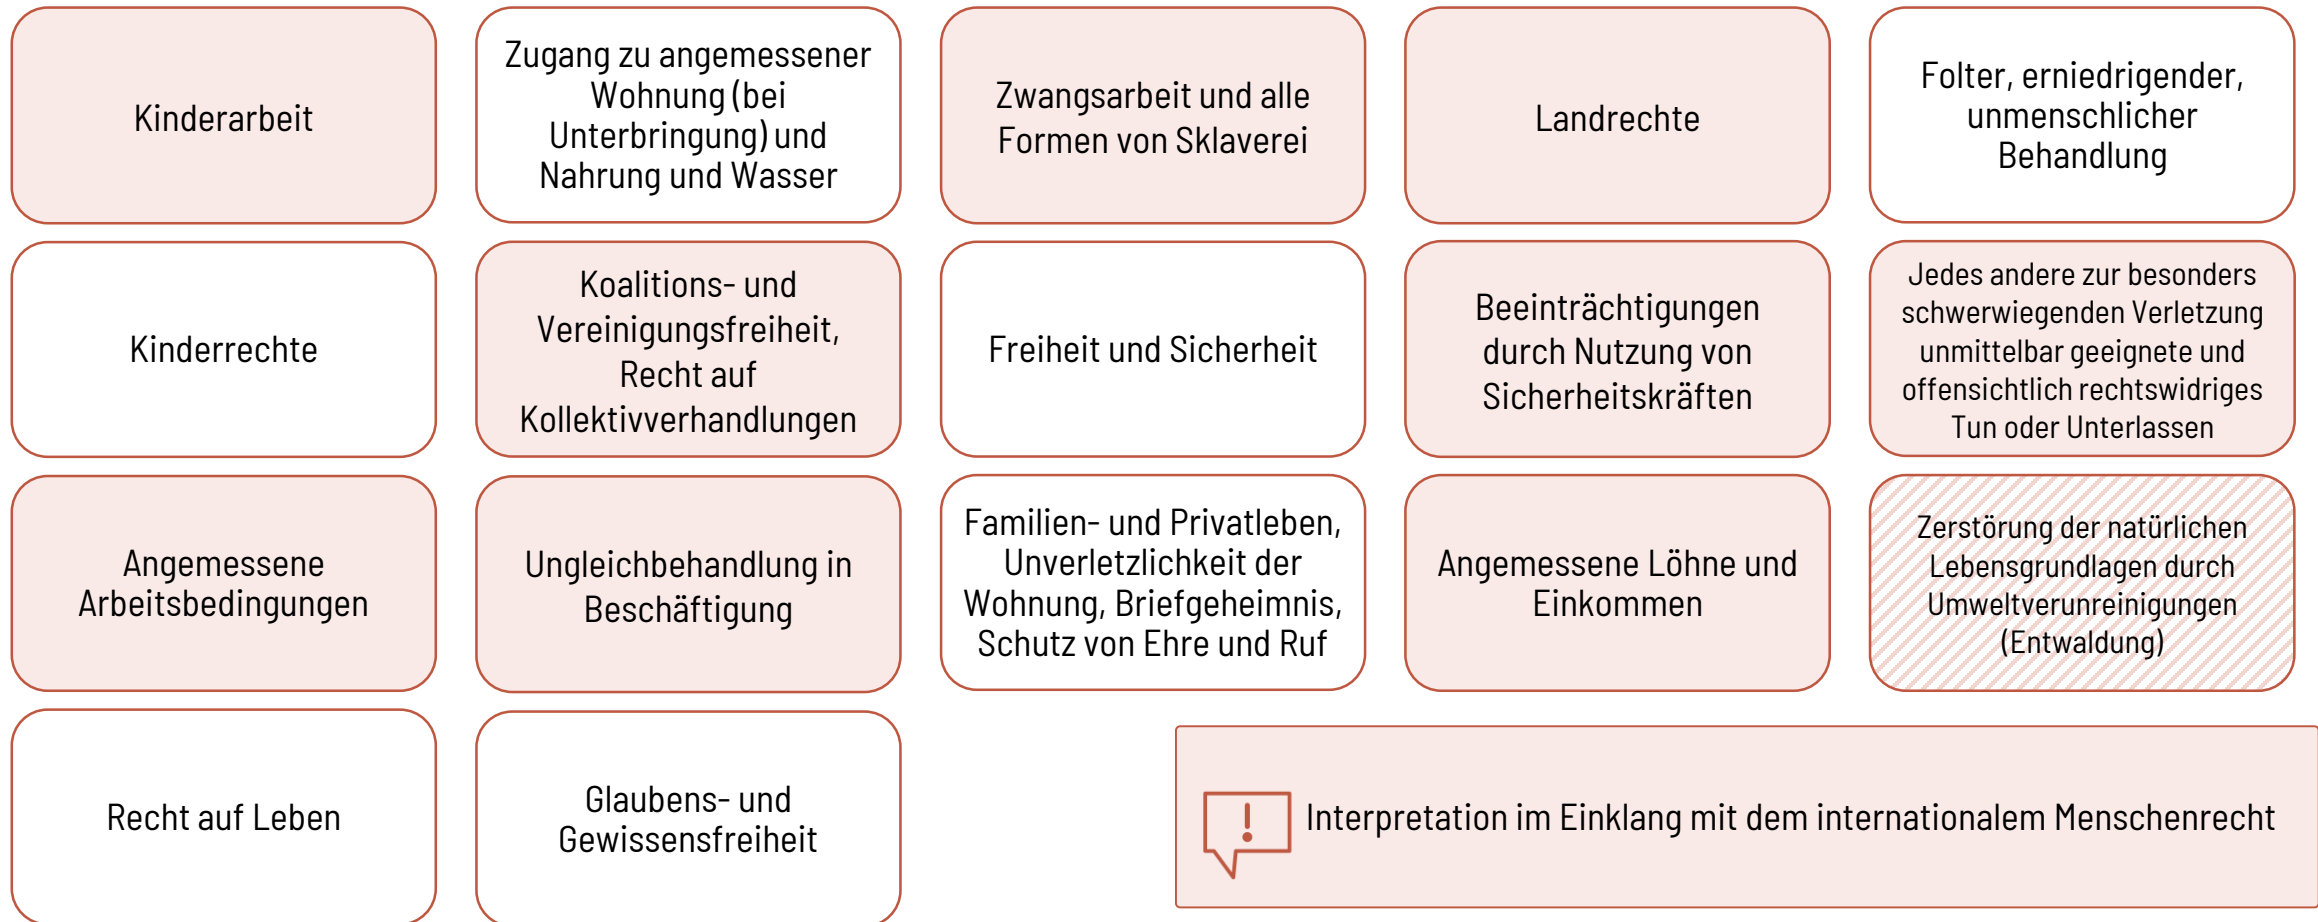 Kinderarbeit
Zugang zu angemessener
Wohnung (bei
Unterbringung) und
Nahrung und Wasser
Zwangsarbeit und alle
Formen von Sklaverei
Landrechte
Folter, erniedrigender,
unmenschlicher
Behandlung
Kinderrechte
Koalitions- und
Vereinigungsfreiheit,
Recht auf
Kollektivverhandlungen
Freiheit und Sicherheit
Beeinträchtigungen
durch Nutzung von
Sicherheitskräften
Jedes andere zur besonders
schwerwiegenden Verletzung
unmittelbar geeignete und
offensichtlich rechtswidriges
Tun oder Unterlassen
Angemessene
Arbeitsbedingungen
Ungleichbehandlung in
Beschäftigung
Familien- und Privatleben,
Unverletzlichkeit der
Wohnung, Briefgeheimnis,
Schutz von Ehre und Ruf
Angemessene Löhne und
Einkommen
Zerstörung der natürlichen
Lebensgrundlagen durch
Umweltverunreinigungen
(Entwaldung)
Recht auf Leben
Glaubens- und
Gewissensfreiheit
! Interpretation im Einklang mit dem internationalem Menschenrecht